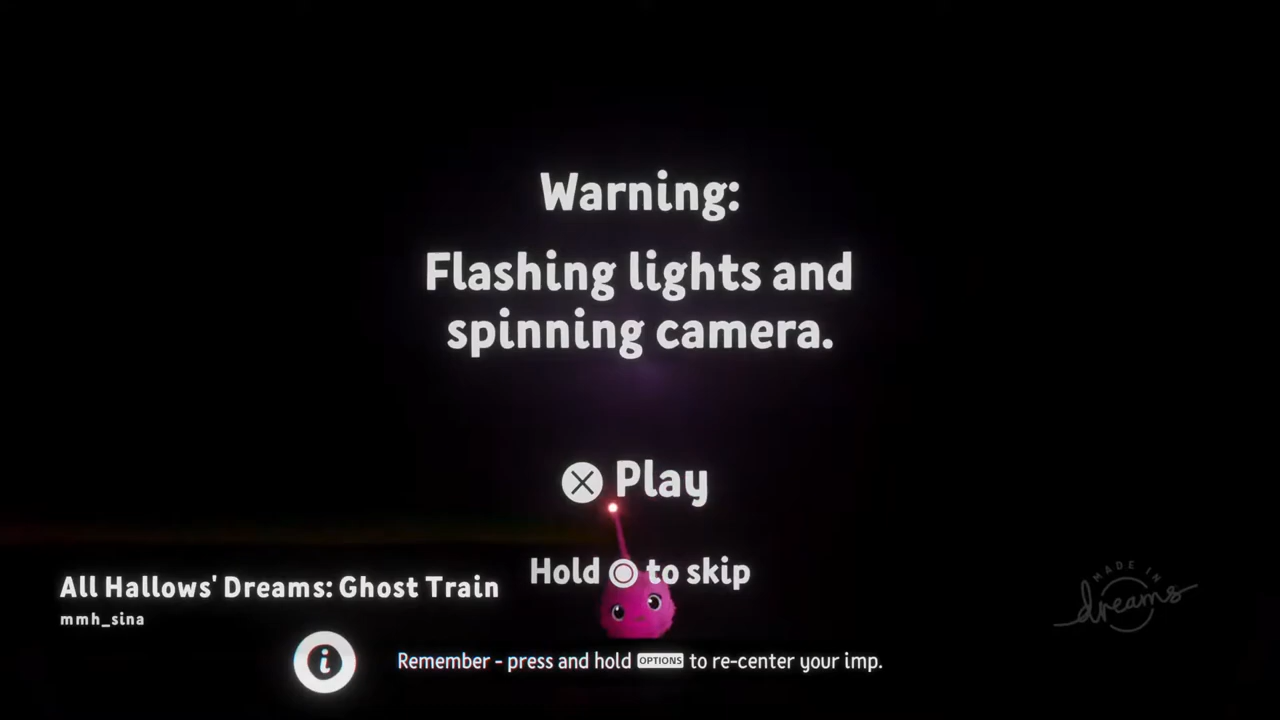 Warning:
Flashing lights and
spinning camera.
Play
Hold to skip
All Hallows' Dreams: Ghost Train
mmh_sina
MADE IN
dreams
i
Remember - press and hold OPTIONS to re-center your imp.